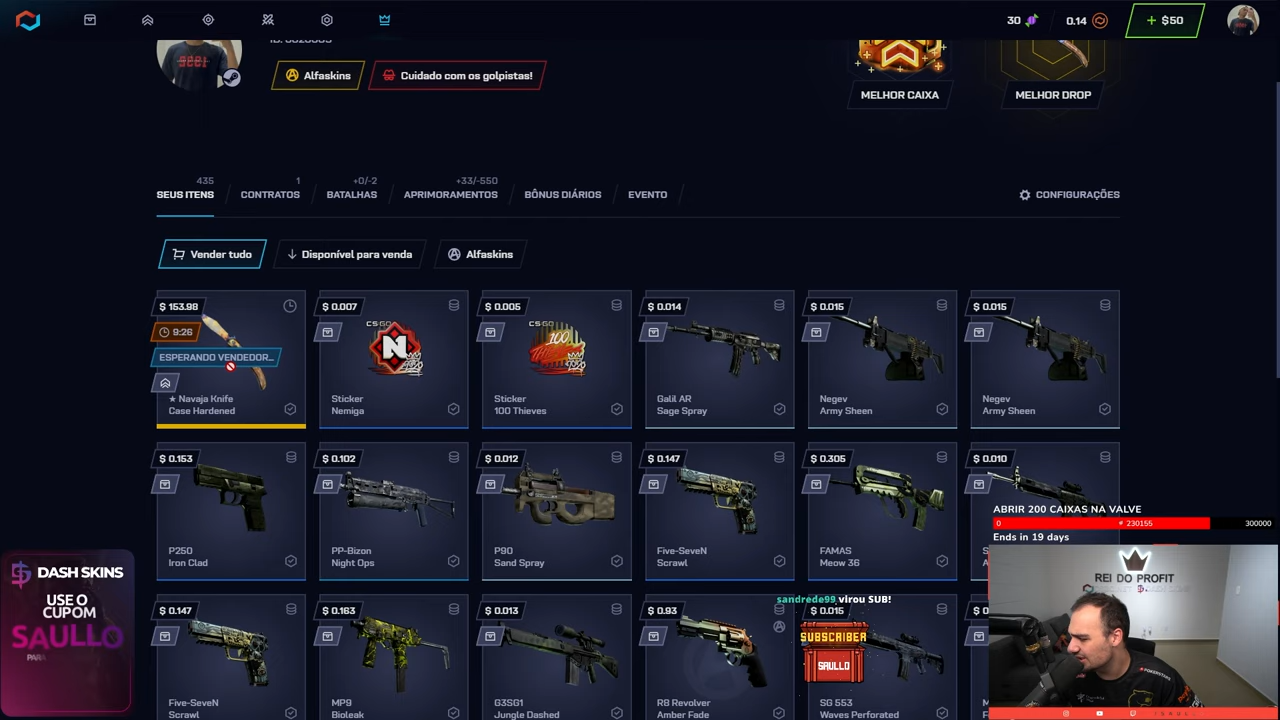 30
0.14
+ $50
Alfaskins
Cuidado com os golpistas!
MELHOR CAIXA
MELHOR DROP
435
SEUS ITENS
1
CONTRATOS
+0/-2
BATALHAS
+33/-550
APRIMORAMENTOS
BÔNUS DIÁRIOS
EVENTO
CONFIGURAÇÕES
Vender tudo
Disponível para venda
Alfaskins
$ 153.98
9:26
ESPERANDO VENDEDOR...
★ Navaja Knife
Case Hardened
$ 0.007
CS:GO
Sticker
Nemiga
$ 0.005
CS:GO
100
Sticker
100 Thieves
$ 0.014
Galil AR
Sage Spray
$ 0.015
Negev
Army Sheen
$ 0.015
Negev
Army Sheen
$ 0.153
P250
Iron Clad
$ 0.102
PP-Bizon
Night Ops
$ 0.012
P90
Sand Spray
$ 0.147
Five-SeveN
Scrawl
$ 0.305
FAMAS
Meow 36
$ 0.010
ABRIR 200 CAIXAS NA VALVE
0
230155
300000
Ends in 19 days
REI DO PROFIT
DASH SKINS
USE O
CUPOM
SAULLO
PARA
$ 0.147
Five-SeveN
Scrawl
$ 0.163
MP9
Bioleak
$ 0.013
G3SG1
Jungle Dashed
$ 0.93
R8 Revolver
Amber Fade
sandrede99 virou SUB!
$ 0.015
SUBSCRIBER
SAULLO
SG 553
Waves Perforated